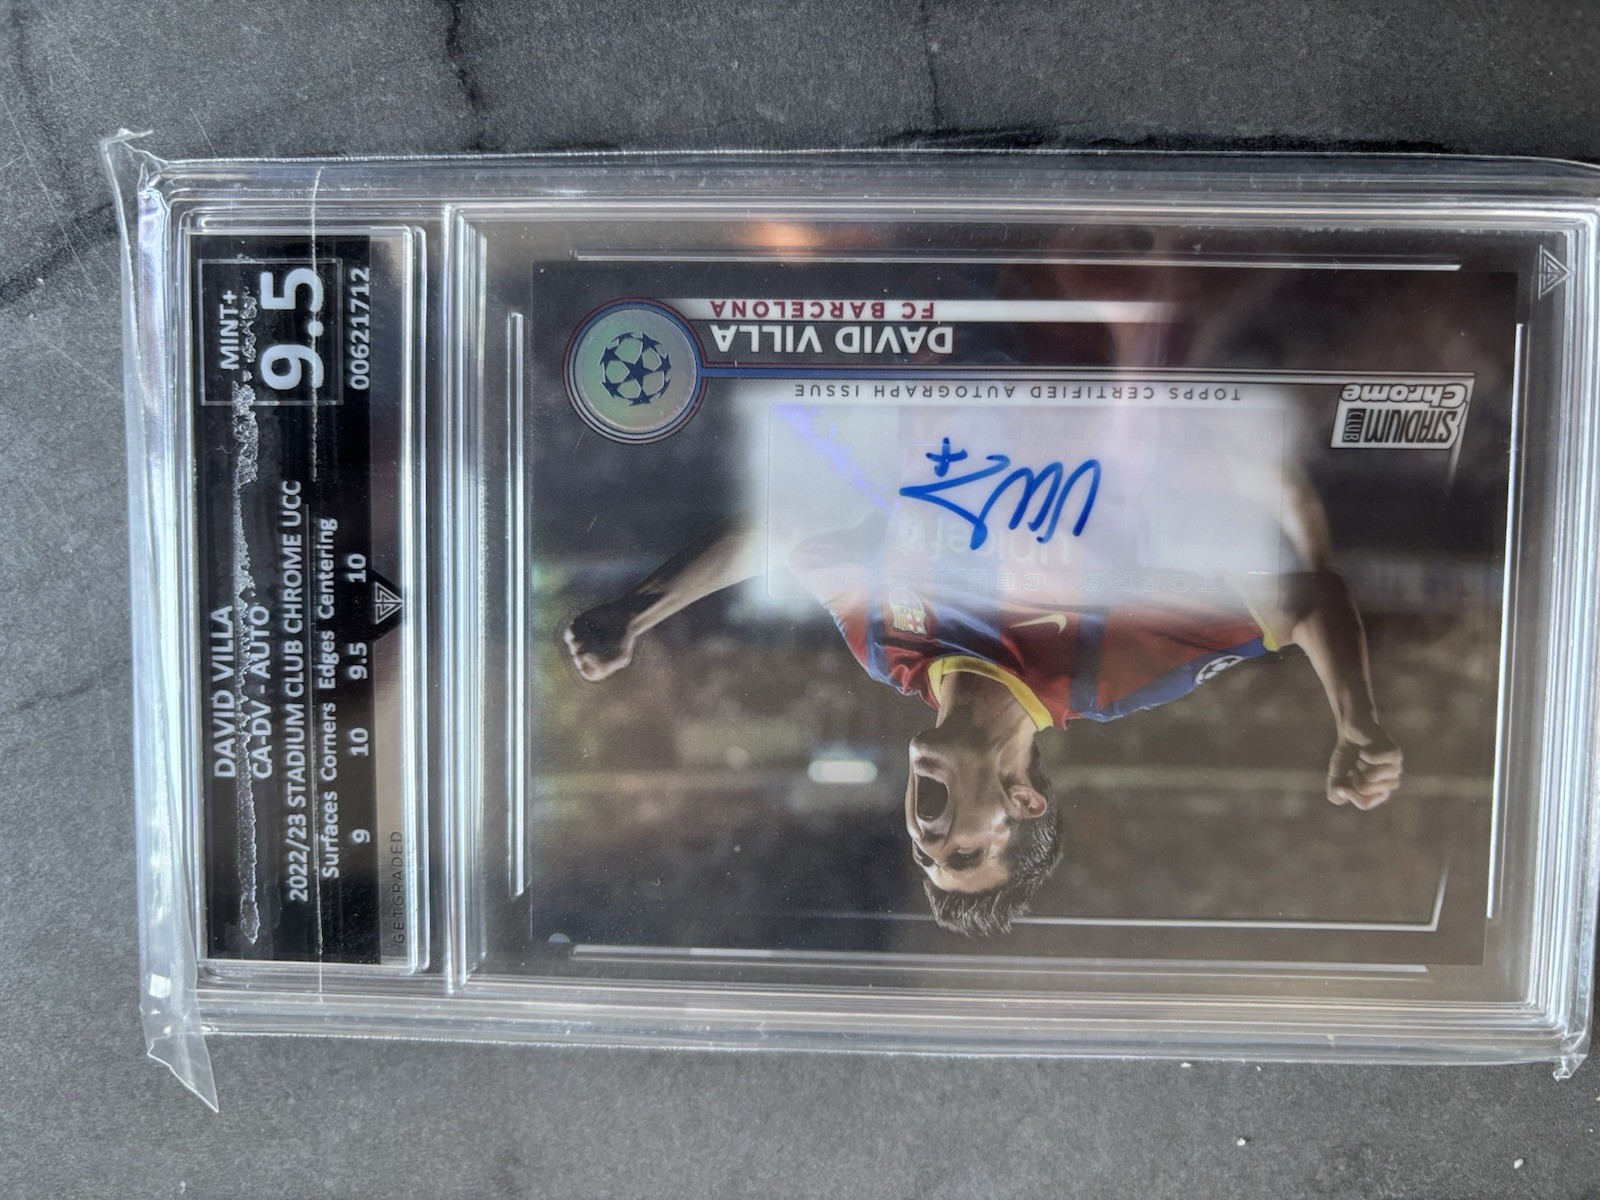 DAVID VILLA
CA-DV - AUTO
2022/23 STADIUM CLUB CHROME UCC
Surfaces Corners Edges Centering
9 10 9.5 10
MINT+
9.5
00621712
GETGRADED
STADIUM
CLUB
Chrome
TOPPS CERTIFIED AUTOGRAPH ISSUE
DAVID VILLA
FC BARCELONA
unicef